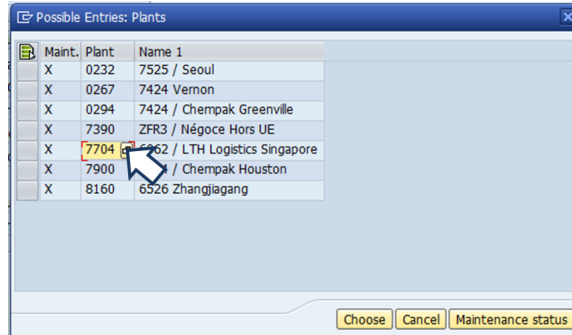 Possible Entries: Plants
Maint. Plant Name 1
X 0232 7525 / Seoul
X 0267 7424 Vernon
X 0294 7424 / Chempak Greenville
X 7390 ZFR3 / Négoce Hors UE
X 7704 / LTH Logistics Singapore
X 7900 / Chempak Houston
X 8160 6526 Zhangjiagang
Choose Cancel Maintenance status